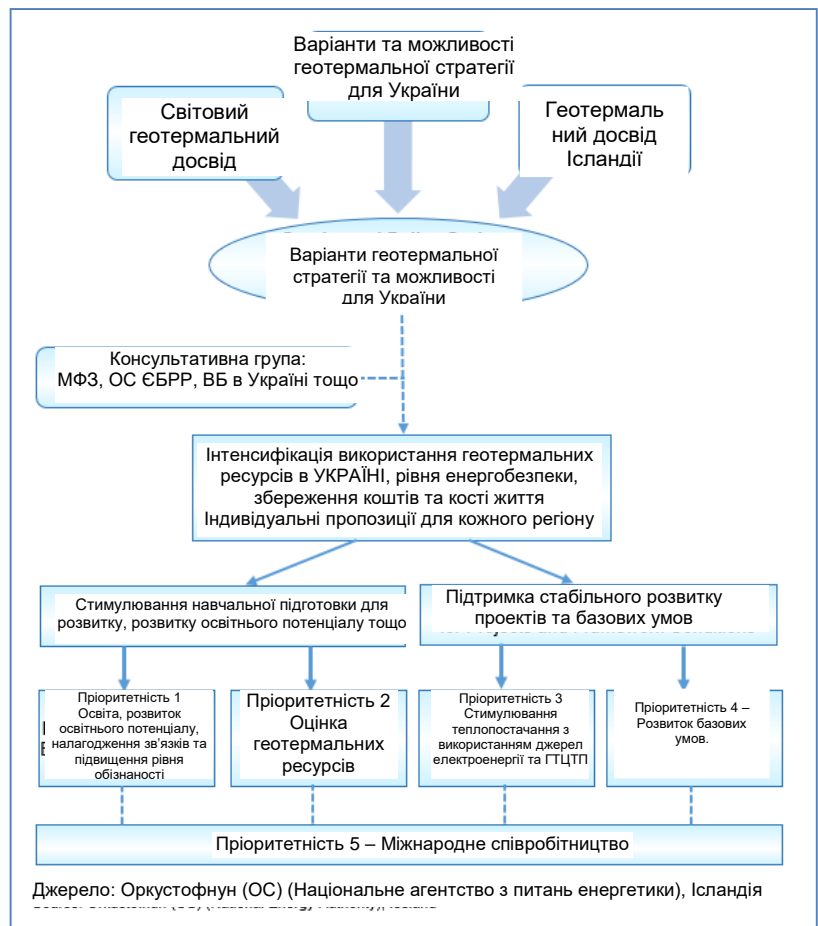 Варіанти та можливості
геотермальної стратегії
для України
Світовий
геотермальний
досвід
Геотермаль
ний досвід
Ісландії
Варіанти геотермальної
стратегії та можливості
для України
Консультативна група:
МФЗ, ОС ЄБРР, ВБ в Україні тощо
Інтенсифікація використання геотермальних
ресурсів в УКРАЇНІ, рівня енергобезпеки,
збереження коштів та кості життя
Індивідуальні пропозиції для кожного регіону
Стимулювання навчальної підготовки для
розвитку, розвитку освітнього потенціалу тощо
Підтримка стабільного розвитку
проектів та базових умов
Пріоритетність 1
Освіта, розвиток
освітнього потенціалу,
налагодження зв’язків та
підвищення рівня
обізнаності
Пріоритетність 2
Оцінка
геотермальних
ресурсів
Пріоритетність 3
Стимулювання
теплопостачання з
використанням джерел
електроенергії та ГТЦТП
Пріоритетність 4 –
Розвиток базових
умов.
Пріоритетність 5 – Міжнародне співробітництво
Джерело: Оркустофнун (ОС) (Національне агентство з питань енергетики), Ісландія